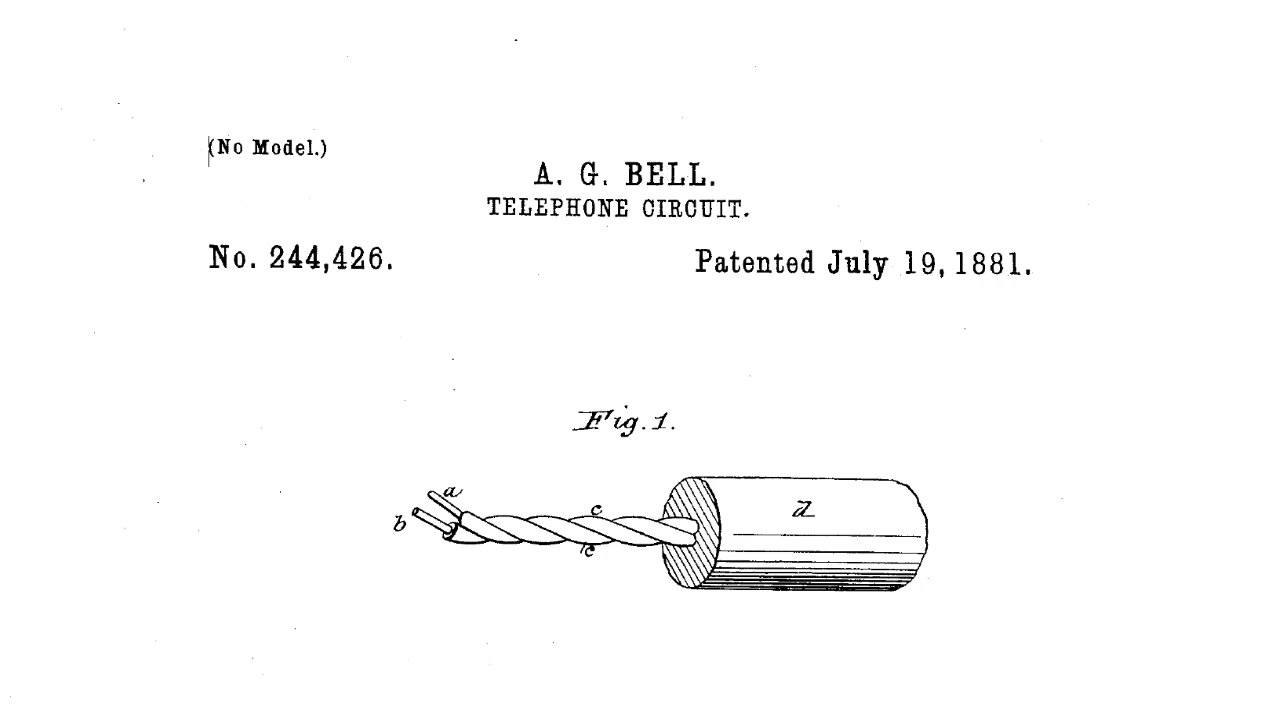 (No Model.)
A. G. BELL.
TELEPHONE CIRCUIT.
No. 244,426.
Patented July 19, 1881.
Fig. 1.
a
b
c
c
d